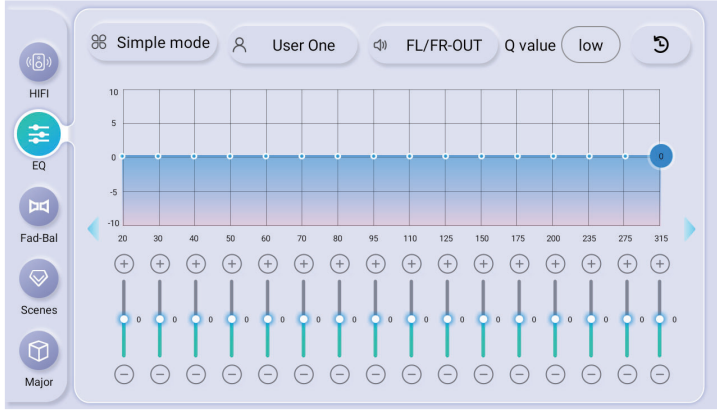 Simple mode
User One
FL/FR-OUT
Q value
low
HIFI
EQ
Fad-Bal
Scenes
Major
10
5
0
-5
-10
0
20 30 40 50 60 70 80 95 110 125 150 175 200 235 275 315
0 0 0 0 0 0 0 0 0 0 0 0 0 0 0 0